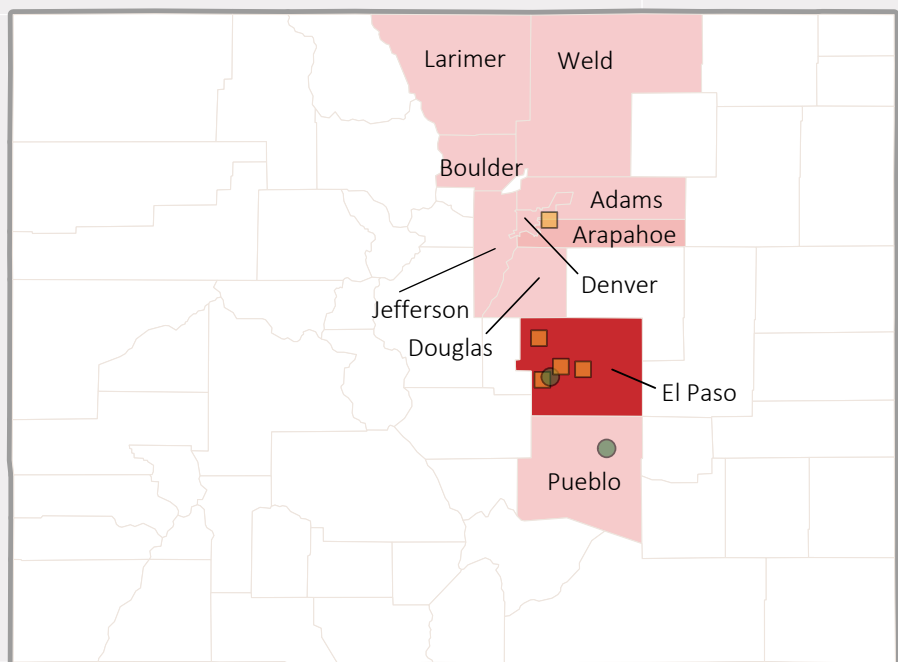 Larimer
Weld
Boulder
Adams
Arapahoe
Denver
Jefferson
Douglas
El Paso
Pueblo